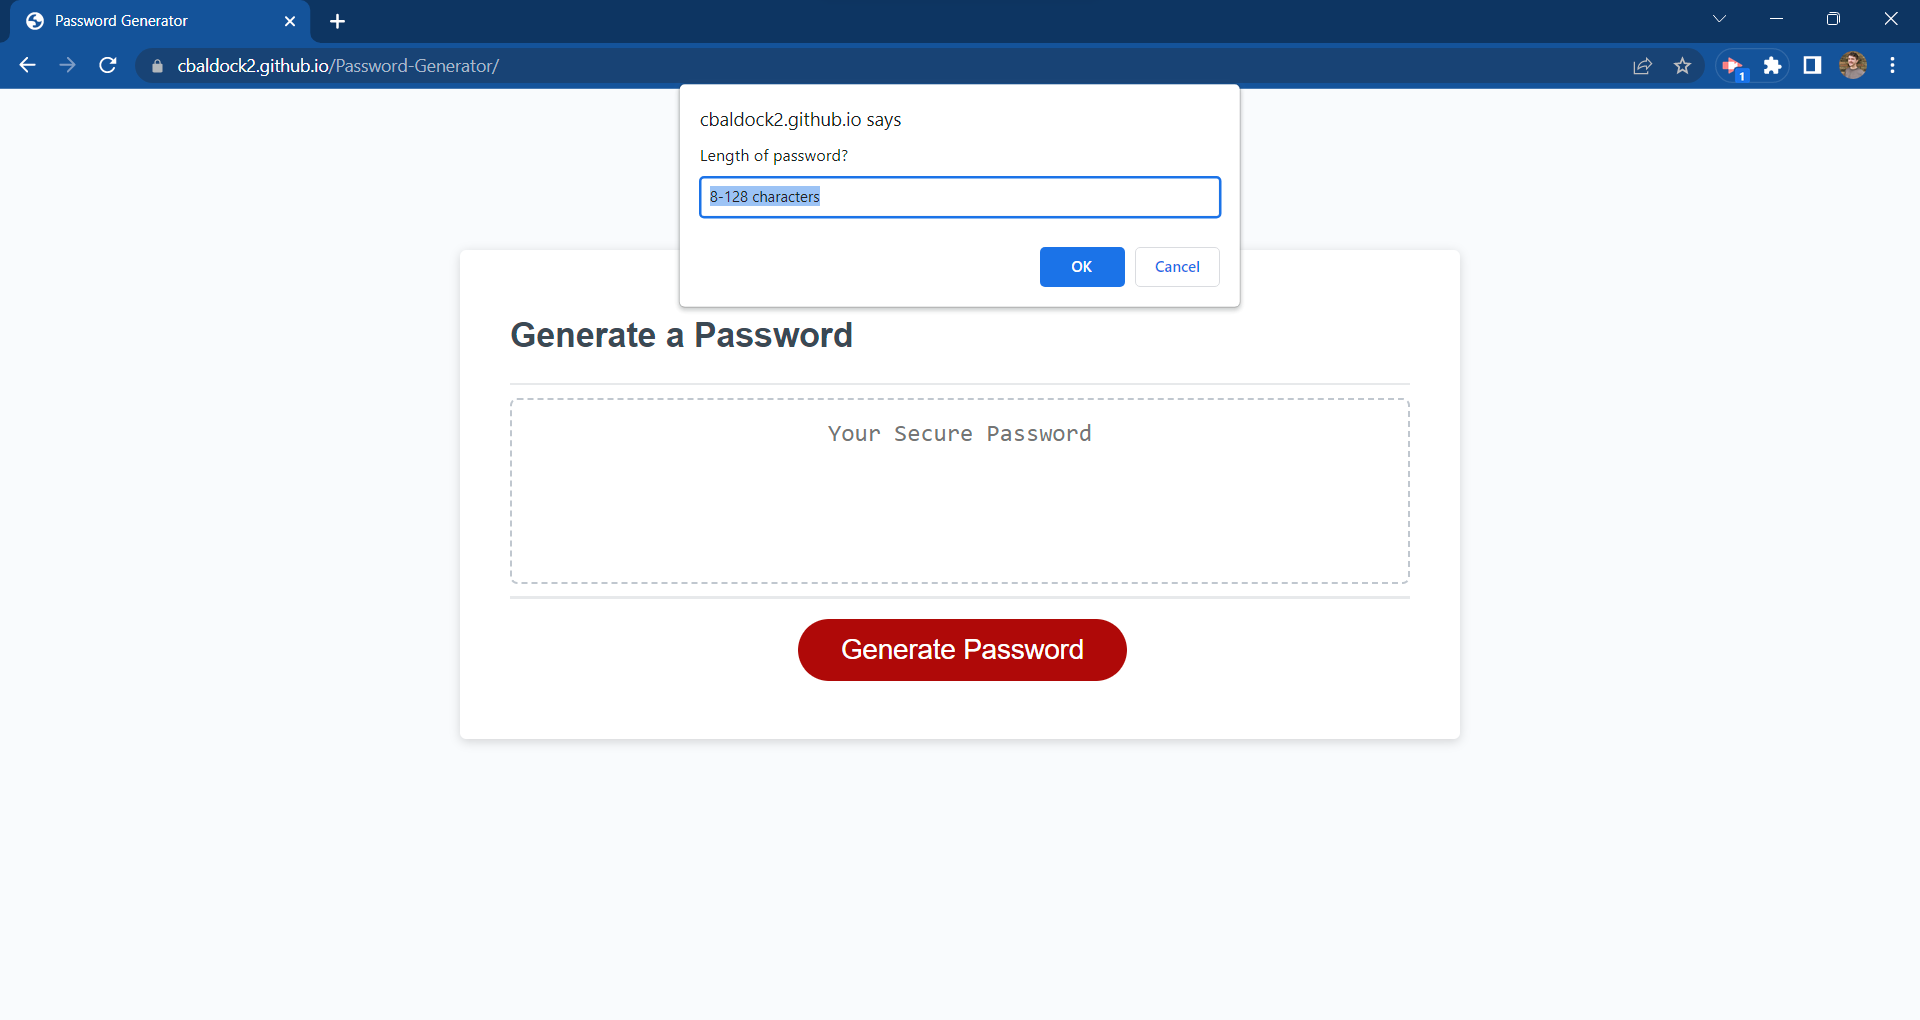 Password Generator
cbaldock2.github.io/Password-Generator/
1
cbaldock2.github.io says
Length of password?
8-128 characters
OK Cancel
Generate a Password
Your Secure Password
Generate Password